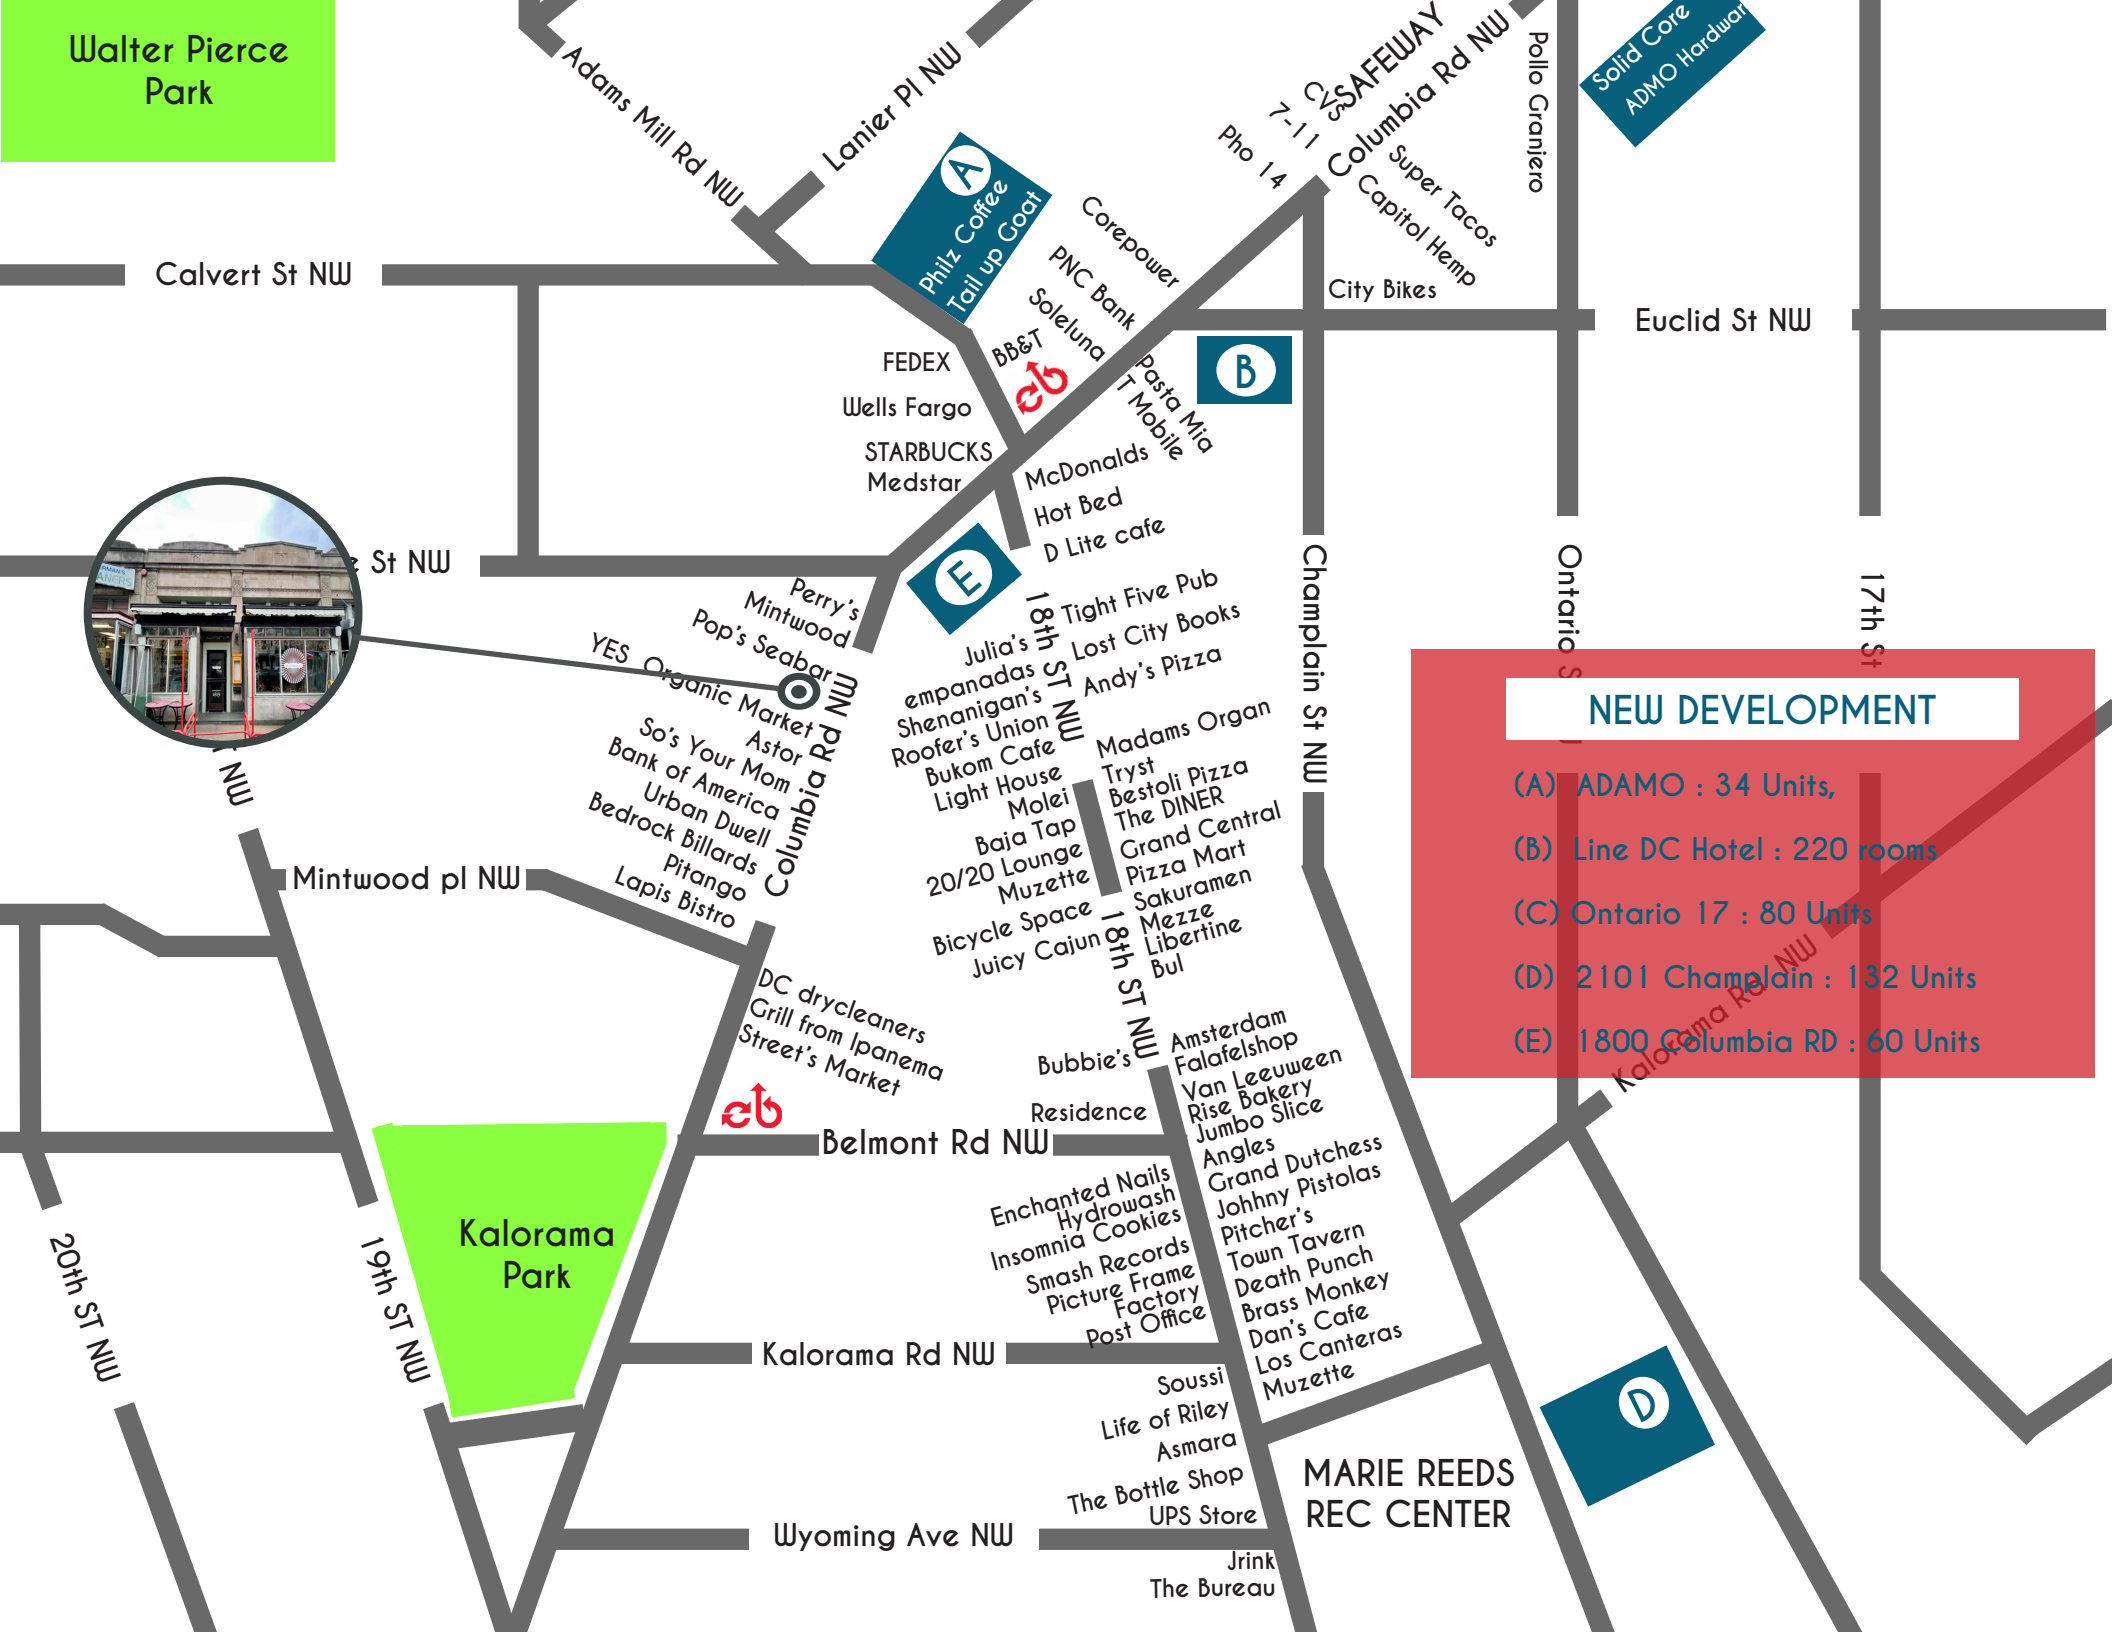 Walter Pierce
Park
Adams Mill Rd NW
Lanier Pl NW
SAFEWAY
CVS
7-11
Pho 14
Columbia Rd NW
Super Tacos
Capitol Hemp
Pollo Granjero
Solid Core
ADMO Hardwar
A
Philz Coffee
Tail up Goat
Corepower
PNC Bank
Soleluna
BB&T
Calvert St NW
City Bikes
Euclid St NW
FEDEX
Wells Fargo
STARBUCKS
Medstar
Pasta Mia
T Mobile
B
McDonalds
Hot Bed
D Lite cafe
E
St NW
Perry's
Mintwood
Pop's Seabar
YES Organic Market
Astor
So's Your Mom
Bank of America
Urban Dwell
Bedrock Billards
Pitango
Lapis Bistro
Columbia Rd NW
18th ST NW
Tight Five Pub
Lost City Books
Andy's Pizza
Julia's
empanadas
Shenanigan's
Roofer's Union
Bukom Cafe
Light House
Molei
Baja Tap
20/20 Lounge
Muzette
Bicycle Space
Juicy Cajun
Madams Organ
Tryst
Bestoli Pizza
The DINER
Grand Central
Pizza Mart
Sakuramen
Mezze
Libertine
Bul
18th ST NW
Champlain St NW
Ontario S
17th St
NEW DEVELOPMENT
(A) ADAMO : 34 Units,
(B) Line DC Hotel : 220 rooms
(C) Ontario 17 : 80 Units
(D) 2101 Champlain : 132 Units
(E) 1800 Columbia RD : 60 Units
Kalorama Rd NW
NW
Mintwood pl NW
DC drycleaners
Grill from Ipanema
Street's Market
Bubbie's
Residence
Belmont Rd NW
Amsterdam
Falafelshop
Van Leeuween
Rise Bakery
Jumbo Slice
Angles
Grand Dutchess
Johhny Pistolas
Pitcher's
Town Tavern
Death Punch
Brass Monkey
Dan's Cafe
Los Canteras
Muzette
Enchanted Nails
Hydrowash
Insomnia Cookies
Smash Records
Picture Frame
Factory
Post Office
Kalorama
Park
20th ST NW
19th ST NW
Kalorama Rd NW
Soussi
Life of Riley
Asmara
The Bottle Shop
UPS Store
Wyoming Ave NW
Jrink
The Bureau
MARIE REEDS
REC CENTER
D